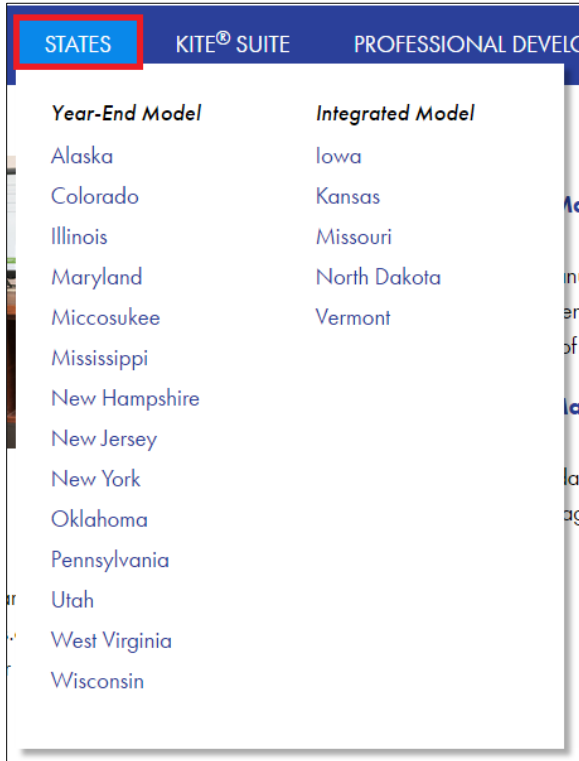 STATES KITE® SUITE PROFESSIONAL
Year-End Model
Alaska
Colorado
Illinois
Maryland
Miccosukee
Mississippi
New Hampshire
New Jersey
New York
Oklahoma
Pennsylvania
Utah
West Virginia
Wisconsin
Integrated Model
Iowa
Kansas
Missouri
North Dakota
Vermont